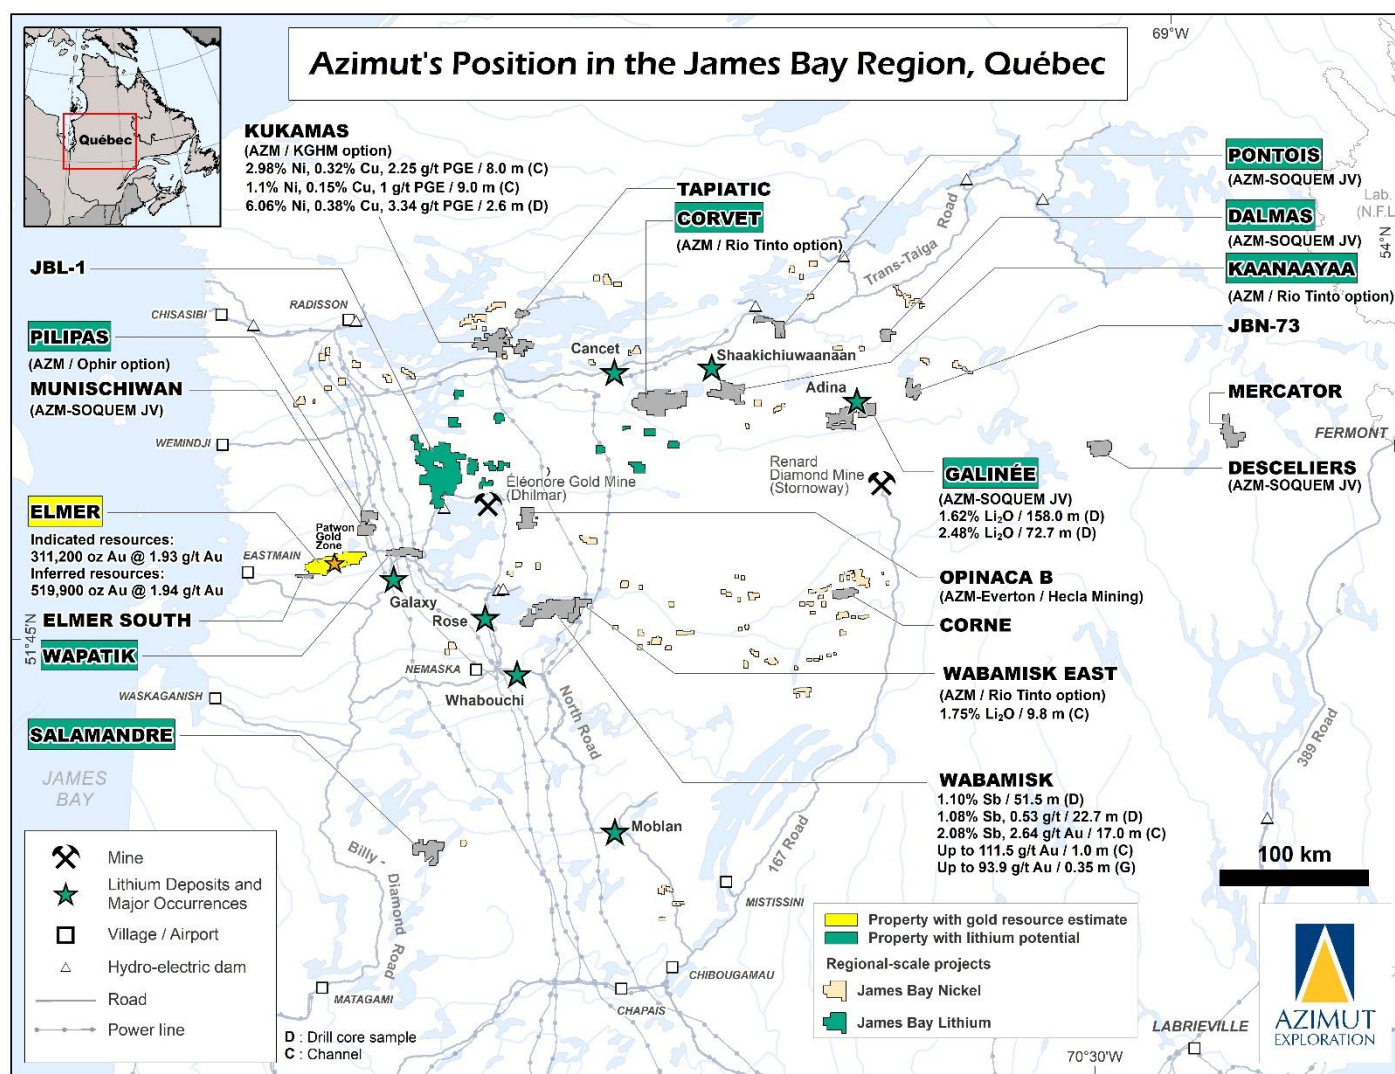 Azimut's Position in the James Bay Region, Québec
69°W
Québec
KUKAMAS
(AZM / KGHM option)
2.98% Ni, 0.32% Cu, 2.25 g/t PGE / 8.0 m (C)
1.1% Ni, 0.15% Cu, 1 g/t PGE / 9.0 m (C)
6.06% Ni, 0.38% Cu, 3.34 g/t PGE / 2.6 m (D)
TAPIATIC
CORVET
(AZM / Rio Tinto option)
PONTOIS
(AZM-SOQUEM JV)
DALMAS
(AZM-SOQUEM JV)
KAANAAYAA
(AZM / Rio Tinto option)
JBN-73
Lab.
(N.F.L
54°N
Trans-Taiga Road
JBL-1
CHISASIBI
RADISSON
PILIPAS
(AZM / Ophir option)
MUNISCHIWAN
(AZM-SOQUEM JV)
WEMINDJI
Cancet
Shaakichiuwaanaan
Adina
MERCATOR
FERMONT
DESCELIERS
(AZM-SOQUEM JV)
Éléonore Gold Mine
(Dhilmar)
Renard
Diamond Mine
(Stornoway)
GALINÉE
(AZM-SOQUEM JV)
1.62% Li₂O / 158.0 m (D)
2.48% Li₂O / 72.7 m (D)
ELMER
Indicated resources:
311,200 oz Au @ 1.93 g/t Au
Inferred resources:
519,900 oz Au @ 1.94 g/t Au
Patwon
Gold
Zone
EASTMAIN
ELMER SOUTH
51°45'N
WAPATIK
Galaxy
Rose
NEMASKA
Whabouchi
WASKAGANISH
OPINACA B
(AZM-Everton / Hecla Mining)
CORNE
WABAMISK EAST
(AZM / Rio Tinto option)
1.75% Li₂O / 9.8 m (C)
SALAMANDRE
JAMES
BAY
North Road
389 Road
WABAMISK
1.10% Sb / 51.5 m (D)
1.08% Sb, 0.53 g/t / 22.7 m (D)
2.08% Sb, 2.64 g/t Au / 17.0 m (C)
Up to 111.5 g/t Au / 1.0 m (C)
Up to 93.9 g/t Au / 0.35 m (G)
Moblan
167 Road
Billy-Diamond Road
100 km
MISTISSINI
CHIBOUGAMAU
CHAPAIS
MATAGAMI
Mine
Lithium Deposits and
Major Occurrences
Village / Airport
Hydro-electric dam
Road
Power line
D : Drill core sample
C : Channel
Property with gold resource estimate
Property with lithium potential
Regional-scale projects
James Bay Nickel
James Bay Lithium
LABRIEVILLE
70°30'W
AZIMUT
EXPLORATION